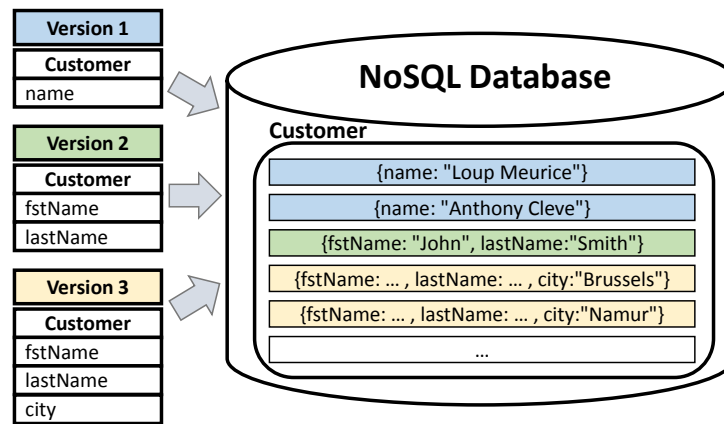 Version 1
Customer
name
Version 2
Customer
fstName
lastName
Version 3
Customer
fstName
lastName
city
NoSQL Database
Customer
{name: "Loup Meurice"}
{name: "Anthony Cleve"}
{fstName: "John", lastName:"Smith"}
{fstName: … , lastName: … , city:"Brussels"}
{fstName: … , lastName: … , city:"Namur"}
…